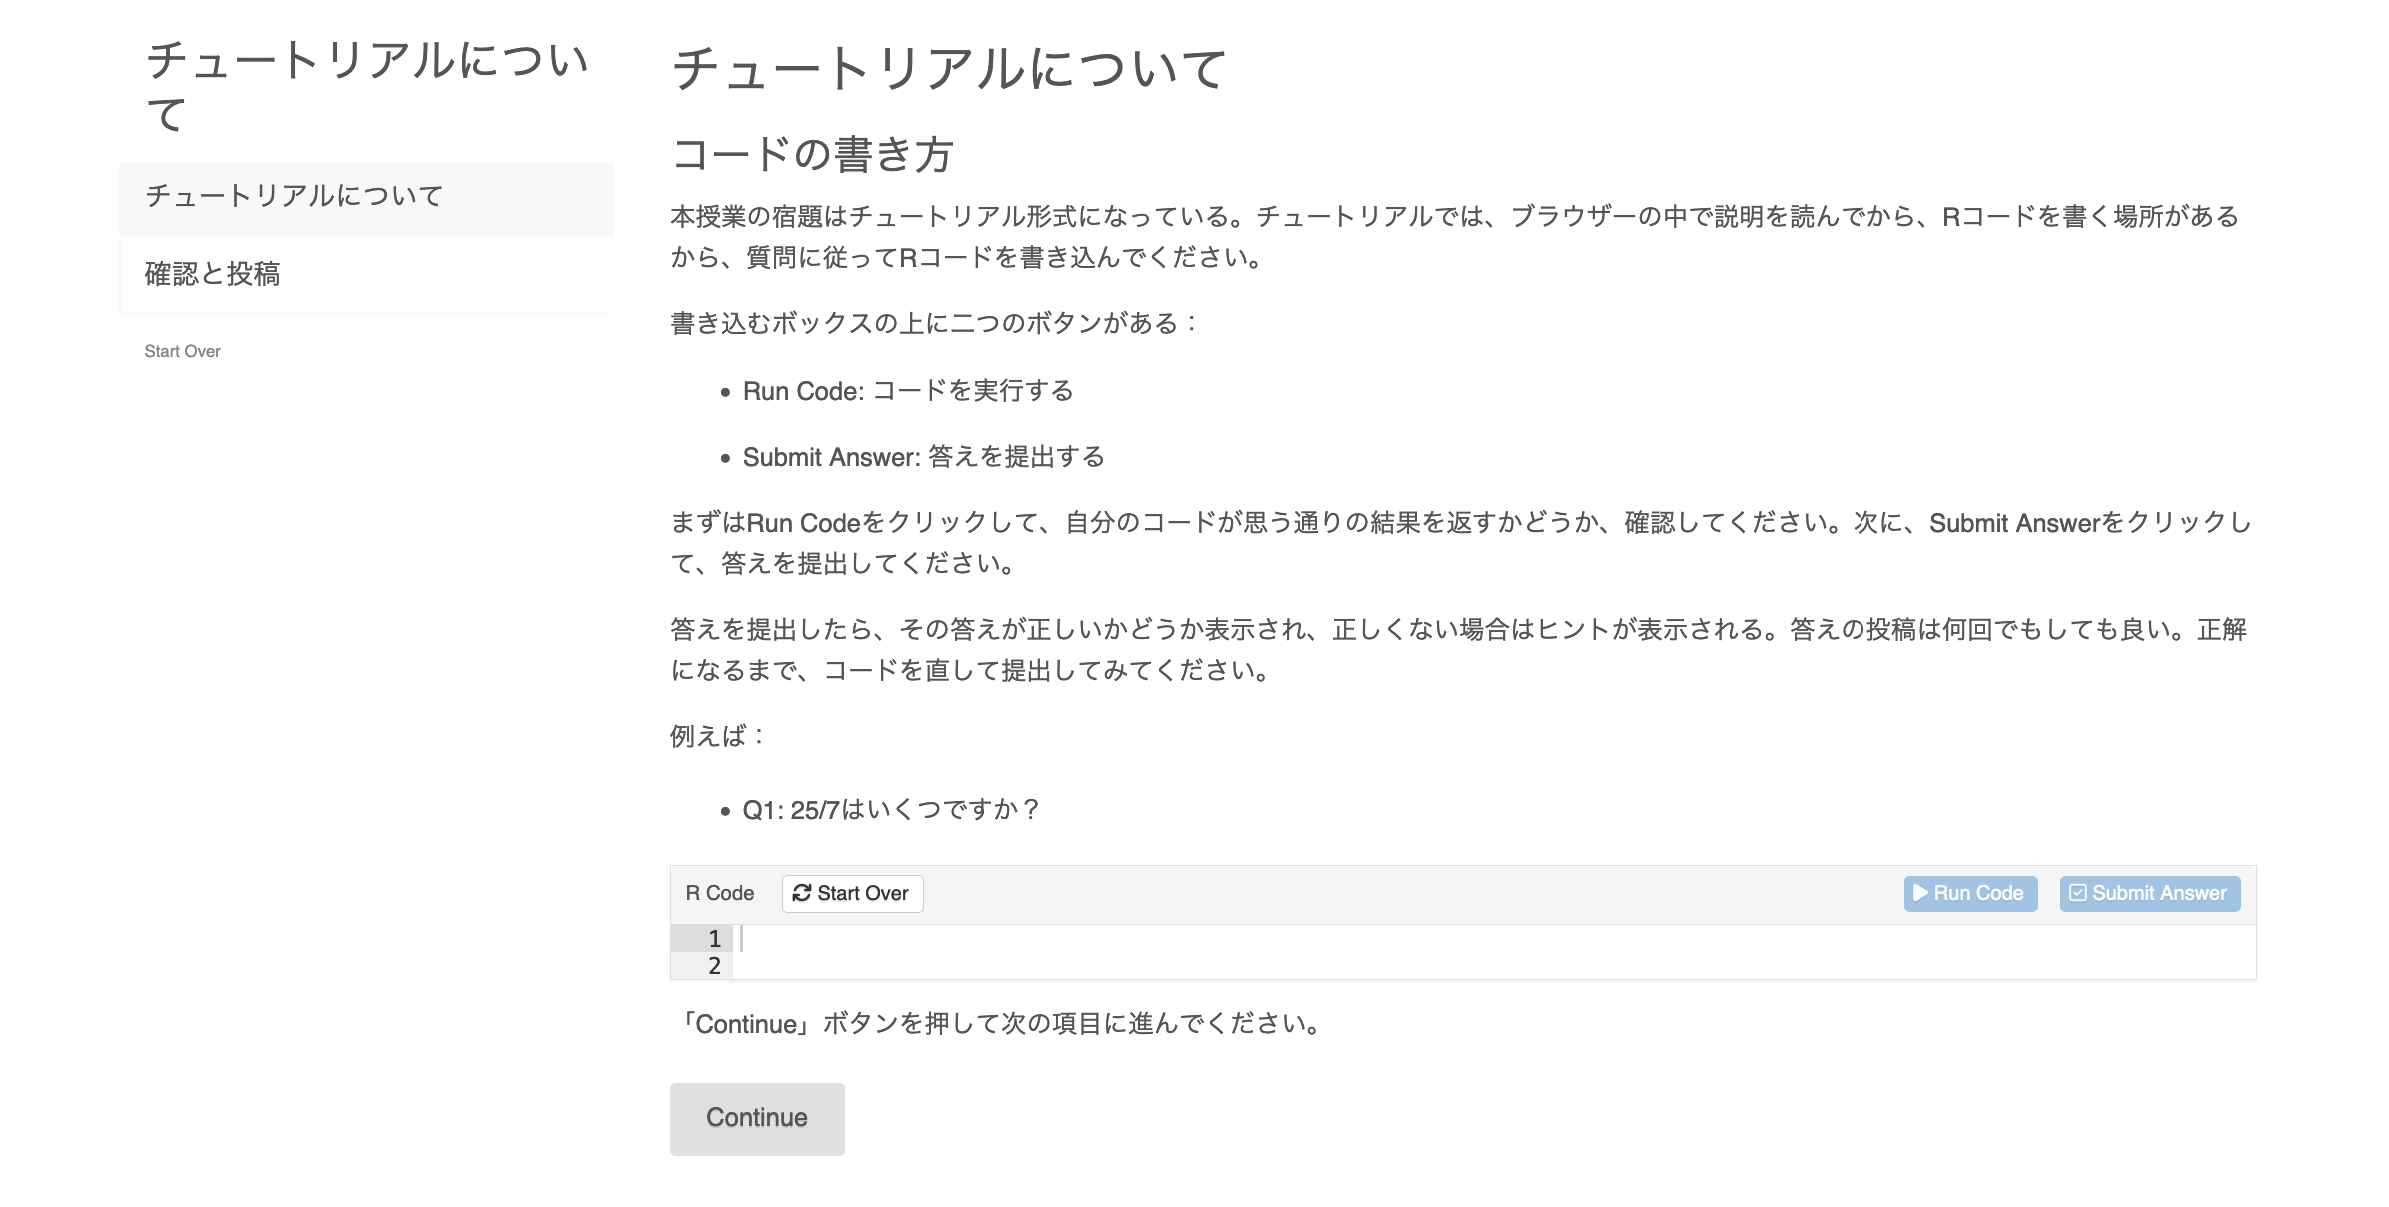 チュートリアルについ
て
チュートリアルについて
確認と投稿
Start Over
チュートリアルについて
コードの書き方
本授業の宿題はチュートリアル形式になっている。チュートリアルでは、ブラウザーの中で説明を読んでから、Rコードを書く場所がある
から、質問に従ってRコードを書き込んでください。
書き込むボックスの上に二つのボタンがある：
• Run Code: コードを実行する
• Submit Answer: 答えを提出する
まずはRun Codeをクリックして、自分のコードが思う通りの結果を返すかどうか、確認してください。次に、Submit Answerをクリックし
て、答えを提出してください。
答えを提出したら、その答えが正しいかどうか表示され、正しくない場合はヒントが表示される。答えの投稿は何回でもしても良い。正解
になるまで、コードを直して提出してみてください。
例えば：
• Q1: 25/7はいくつですか？
R Code Start Over Run Code Submit Answer
1
2
「Continue」ボタンを押して次の項目に進んでください。
Continue